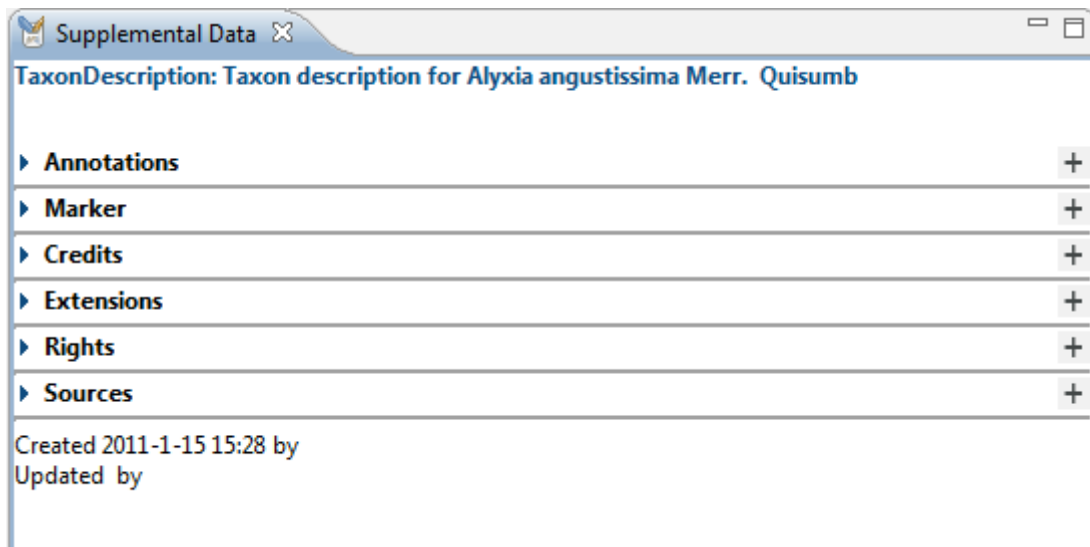 Supplemental Data
TaxonDescription: Taxon description for Alyxia angustissima Merr.  Quisumb
Annotations
Marker
Credits
Extensions
Rights
Sources
Created 2011-1-15 15:28 by
Updated  by